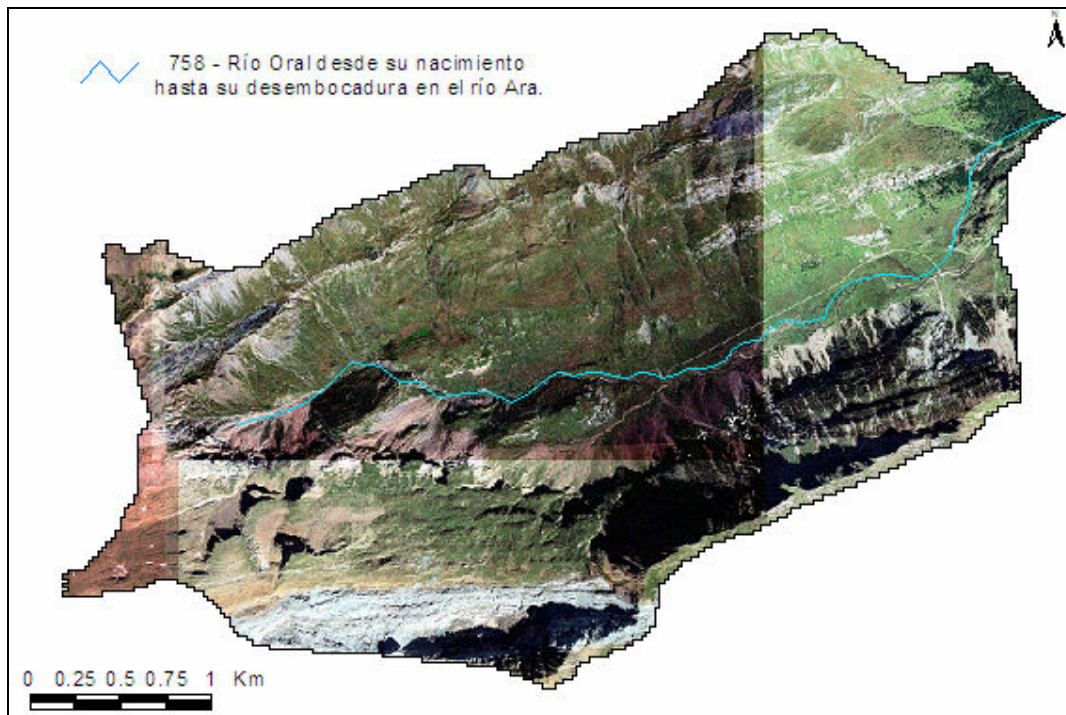 758 - Río Oral desde su nacimiento
hasta su desembocadura en el río Ara.
0 0.25 0.5 0.75 1 Km